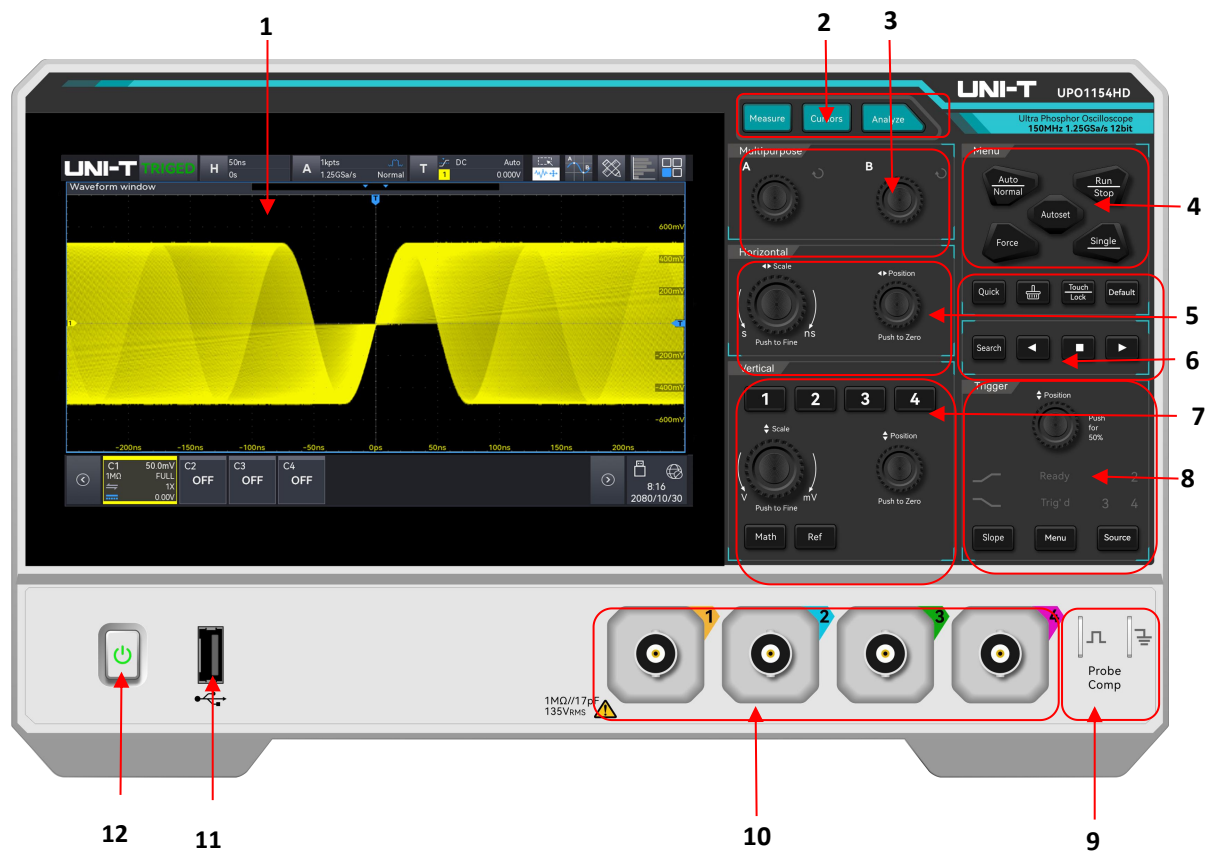 1
2
3
UNI-T UPO1154HD
Ultra Phosphor Oscilloscope
150MHz 1.25GSa/s 12bit
Measure Cursors Analyze
Multipurpose
A B
Menu
Auto
Normal
Run
Stop
Autoset
Force
Single
4
UNI-T TRIGED H 50ns 0s A 1kpts 1.25GSa/s Normal T DC 1 Auto 0.000V
Waveform window
T
600mV
400mV
200mV
1
T
-200mV
-400mV
-600mV
-200ns -150ns -100ns -50ns 0ps 50ns 100ns 150ns 200ns
C1 50.0mV
1MΩ FULL
1X
0.00V
C2
OFF
C3
OFF
C4
OFF
8:16
2080/10/30
Horizontal
Scale Position
s ns
Push to Fine Push to Zero
5
Quick Touch Lock Default
Search
6
Vertical
1 2 3 4
7
Scale Position
V mV
Push to Fine Push to Zero
Math Ref
Trigger
Position
Push
for
50%
Ready 2
Trig'd 3 4
8
Slope Menu Source
1 2 3 4
1MΩ//17pF
135VRMS
Probe
Comp
12
11
10
9